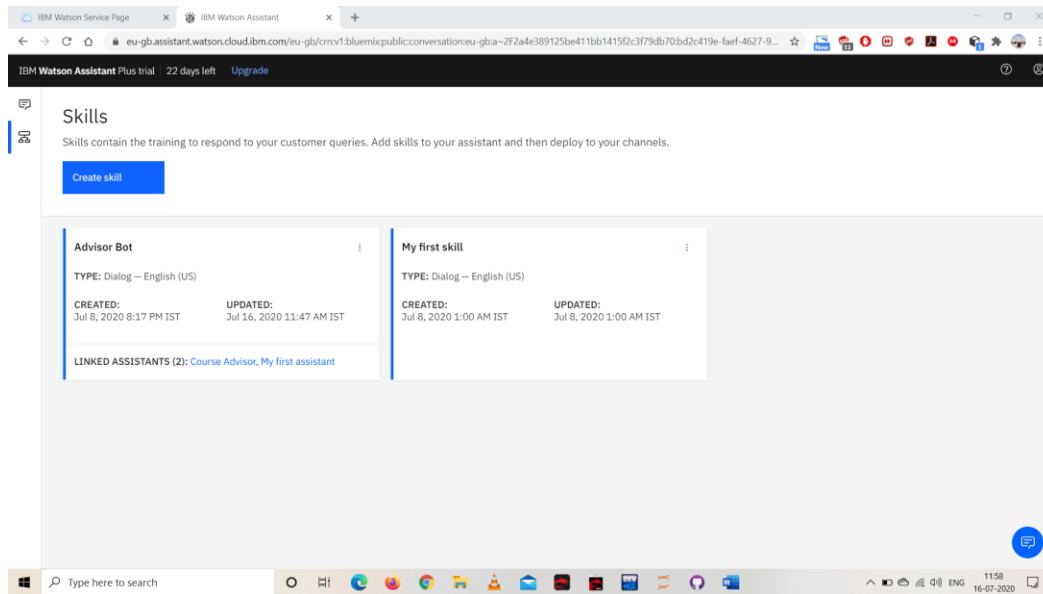 IBM Watson Service Page
IBM Watson Assistant
eu-gb.assistant.watson.cloud.ibm.com/eu-gb/crn:v1:bluemix:public:conversation:eu-gb:a~2F2a4e389125be411bb1415f2c3f79db70:bd2c419e-faef-4627-9...
New
13
1
IBM Watson Assistant Plus trial 22 days left Upgrade
Skills
Skills contain the training to respond to your customer queries. Add skills to your assistant and then deploy to your channels.
Create skill
Advisor Bot
TYPE: Dialog — English (US)
CREATED: UPDATED:
Jul 8, 2020 8:17 PM IST Jul 16, 2020 11:47 AM IST
LINKED ASSISTANTS (2): Course Advisor, My first assistant
My first skill
TYPE: Dialog — English (US)
CREATED: UPDATED:
Jul 8, 2020 1:00 AM IST Jul 8, 2020 1:00 AM IST
Type here to search
ENG
11:58
16-07-2020